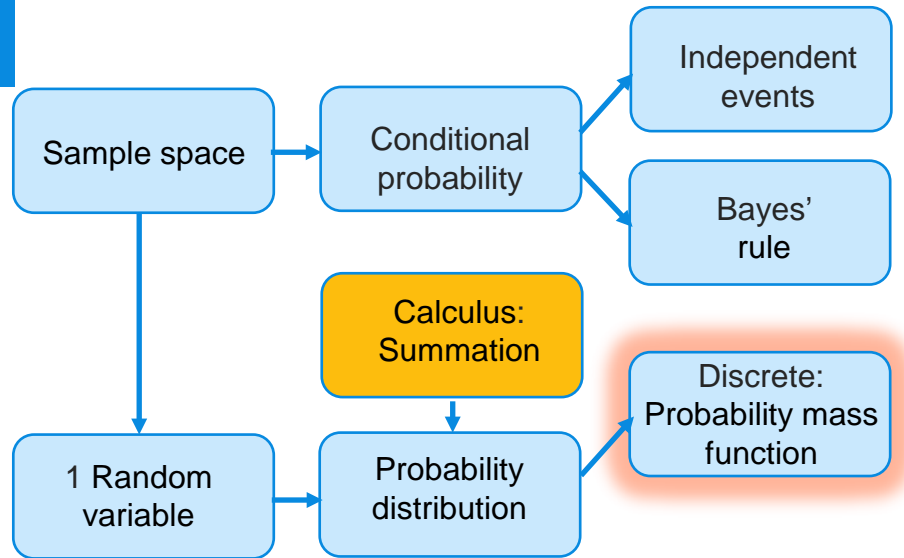 Independent
events
Sample space
Conditional
probability
Bayes’
rule
Calculus:
Summation
Discrete:
Probability mass
function
1 Random
variable
Probability
distribution